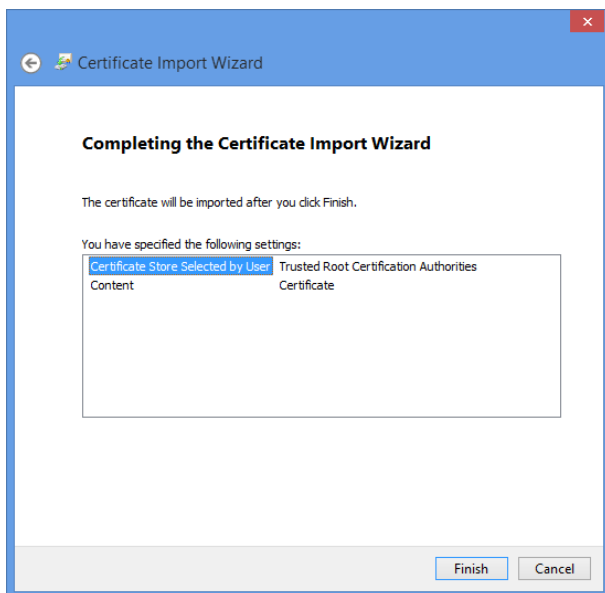 Certificate Import Wizard
Completing the Certificate Import Wizard
The certificate will be imported after you click Finish.
You have specified the following settings:
Certificate Store Selected by User Trusted Root Certification Authorities
Content Certificate
Finish Cancel